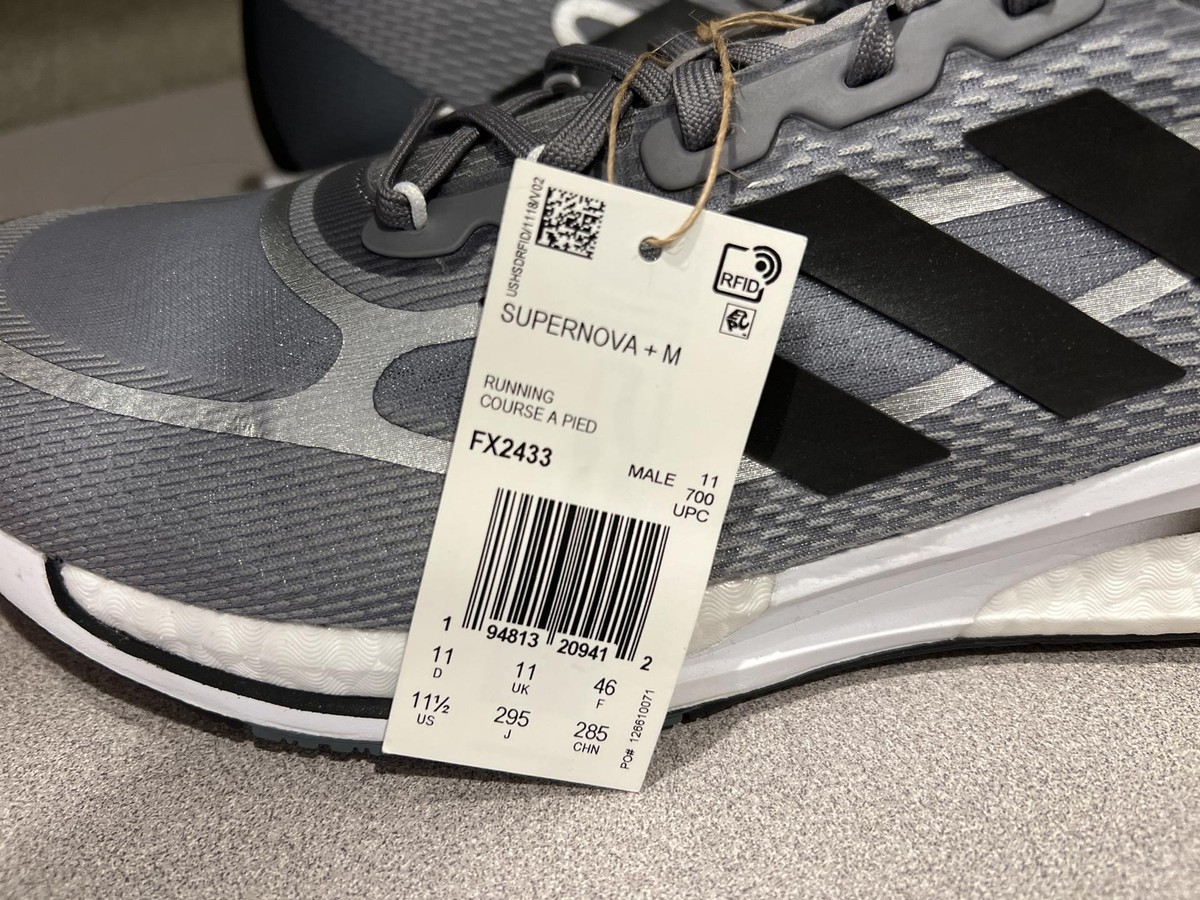 USHSDRFID/1118/V02
RFID
SUPERNOVA + M
RUNNING
COURSE A PIED
FX2433
MALE 11
700
UPC
1 94813 20941 2
11 11 46
D UK F
11½ 295 285
US J CHN
PO# 126610071